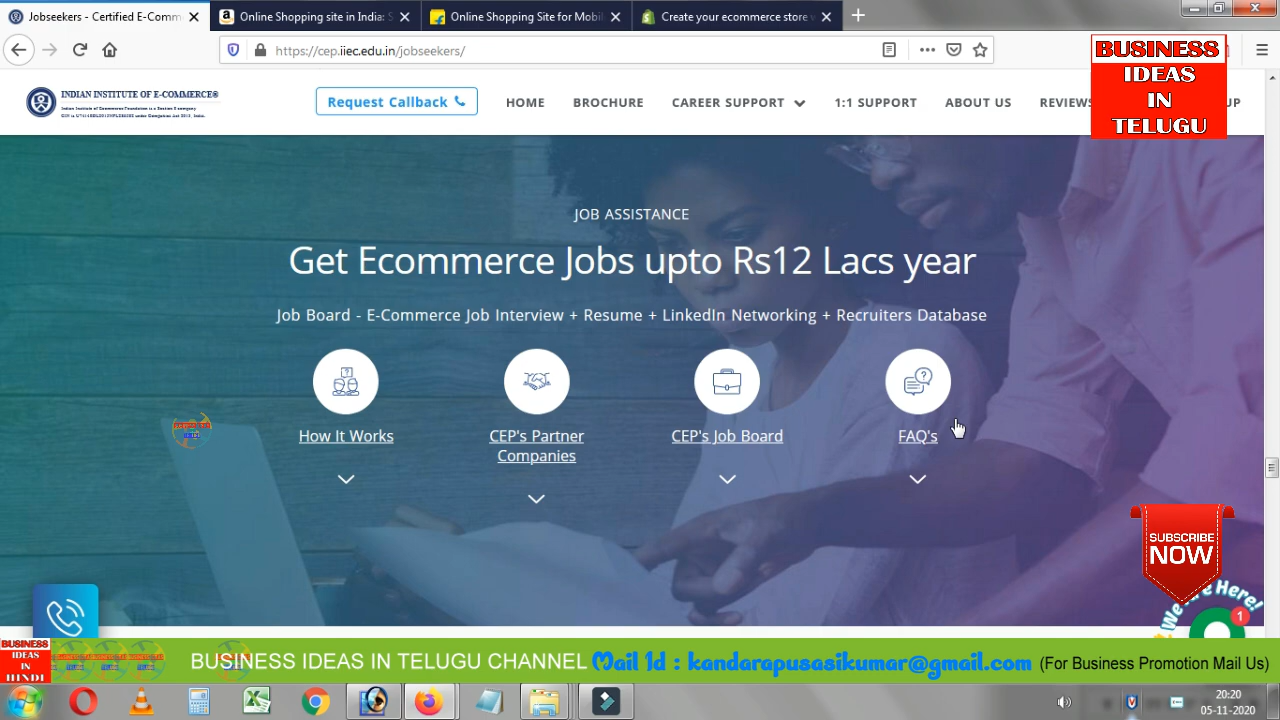 Jobseekers - Certified E-Comm
Online Shopping site in India: S
Online Shopping Site for Mobil
Create your ecommerce store w
https://cep.iiec.edu.in/jobseekers/
BUSINESS
IDEAS
IN
TELUGU
INDIAN INSTITUTE OF E-COMMERCE®
Request Callback
HOME
BROCHURE
CAREER SUPPORT
1:1 SUPPORT
ABOUT US
REVIEWS
UP
JOB ASSISTANCE
Get Ecommerce Jobs upto Rs12 Lacs year
Job Board - E-Commerce Job Interview + Resume + LinkedIn Networking + Recruiters Database
How It Works
CEP's Partner
Companies
CEP's Job Board
FAQ's
SUBSCRIBE
NOW
We Are Here!
1
BUSINESS
IDEAS
IN
HINDI
BUSINESS IDEAS IN TELUGU CHANNEL Mail Id : kandarapusasikumar@gmail.com (For Business Promotion Mail Us)
20:20
05-11-2020